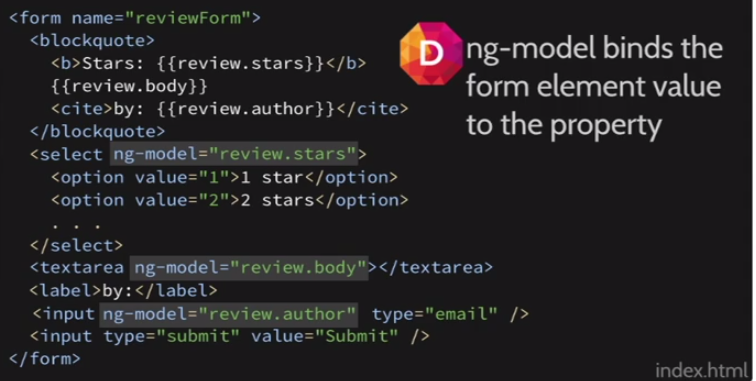 <form name="reviewForm">
<blockquote>
<b>Stars: {{review.stars}}</b>
{{review.body}}
<cite>by: {{review.author}}</cite>
</blockquote>
<select ng-model="review.stars">
<option value="1">1 star</option>
<option value="2">2 stars</option>
. . .
</select>
<textarea ng-model="review.body"></textarea>
<label>by:</label>
<input ng-model="review.author" type="email" />
<input type="submit" value="Submit" />
</form>
D
ng-model binds the
form element value
to the property
index.html